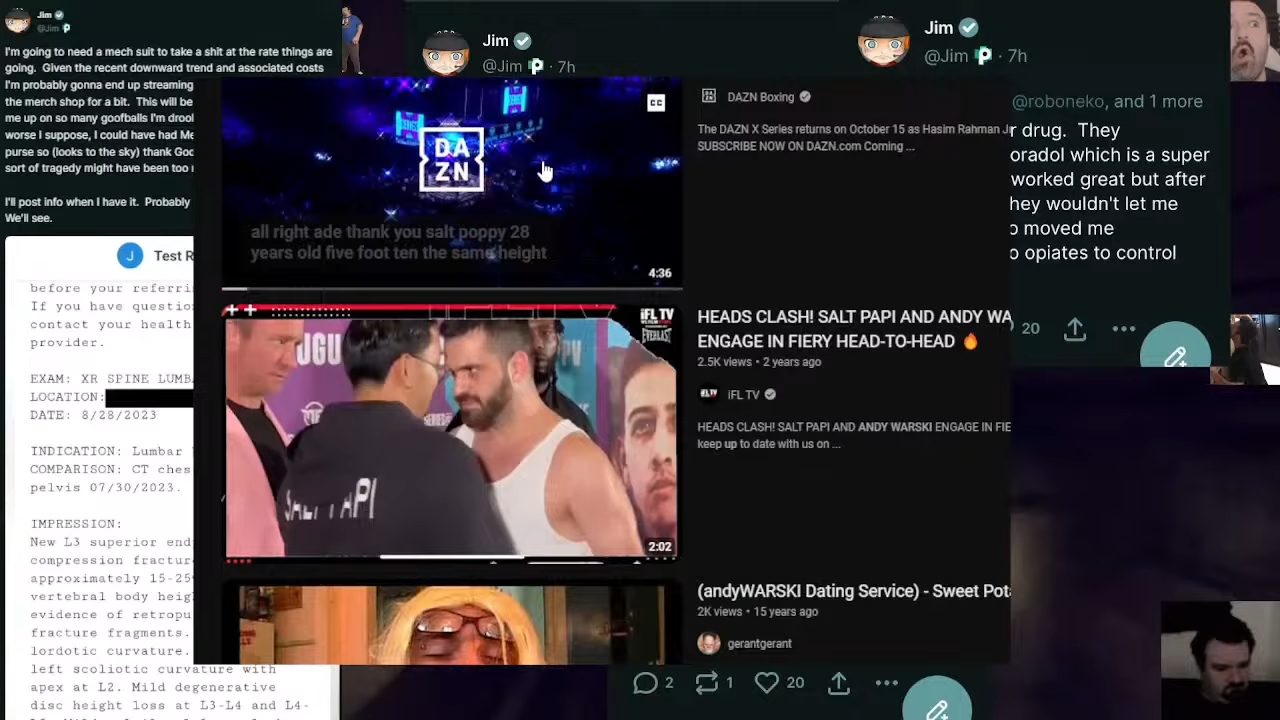 Jim
@Jim
I'm going to need a mech suit to take a shit at the rate things are
going. Given the recent downward trend and associated costs
I'm probably gonna end up streaming
the merch shop for a bit. This will be
me up on so many goofballs I'm drool
worse I suppose, I could have had Me
purse so (looks to the sky) thank God
sort of tragedy might have been too
I'll post info when I have it. Probably
We'll see.
J
Test R
before your referri
If you have question
contact your health
provider.
EXAM: XR SPINE LUMB
LOCATION:
DATE: 8/28/2023
INDICATION: Lumbar
COMPARISON: CT ches
pelvis 07/30/2023.
IMPRESSION:
New L3 superior end
compression fractur
approximately 15-25
vertebral body heig
evidence of retropu
fracture fragments.
lordotic curvature.
left scoliotic curvature with
apex at L2. Mild degenerative
disc height loss at L3-L4 and L4-
Jim
@Jim · 7h
DAZN
CC
all right ade thank you salt poppy 28
years old five foot ten the same height
4:36
DAZN Boxing
The DAZN X Series returns on October 15 as Hasim Rahman Jr
SUBSCRIBE NOW ON DAZN.com Coming ...
iFL TV
EVERLAST
SALT PAPI
2:02
HEADS CLASH! SALT PAPI AND ANDY WA
ENGAGE IN FIERY HEAD-TO-HEAD 🔥
2.5K views • 2 years ago
iFL TV
HEADS CLASH! SALT PAPI AND ANDY WARSKI ENGAGE IN FIE
keep up to date with us on ...
(andyWARSKI Dating Service) - Sweet Pot
2K views • 15 years ago
gerantgerant
2
1
20
Jim
@Jim · 7h
@roboneko, and 1 more
r drug. They
oradol which is a super
worked great but after
hey wouldn't let me
o moved me
o opiates to control
20